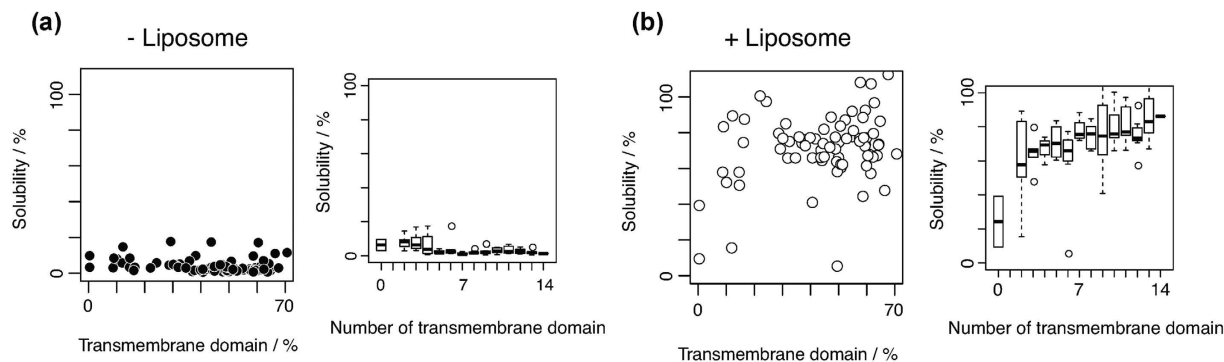 (a)
- Liposome
Solubility / %
100
0
0
70
Transmembrane domain / %
Solubility / %
100
0
0
7
14
Number of transmembrane domain
(b)
+ Liposome
Solubility / %
100
0
0
70
Transmembrane domain / %
Solubility / %
100
0
0
7
14
Number of transmembrane domain